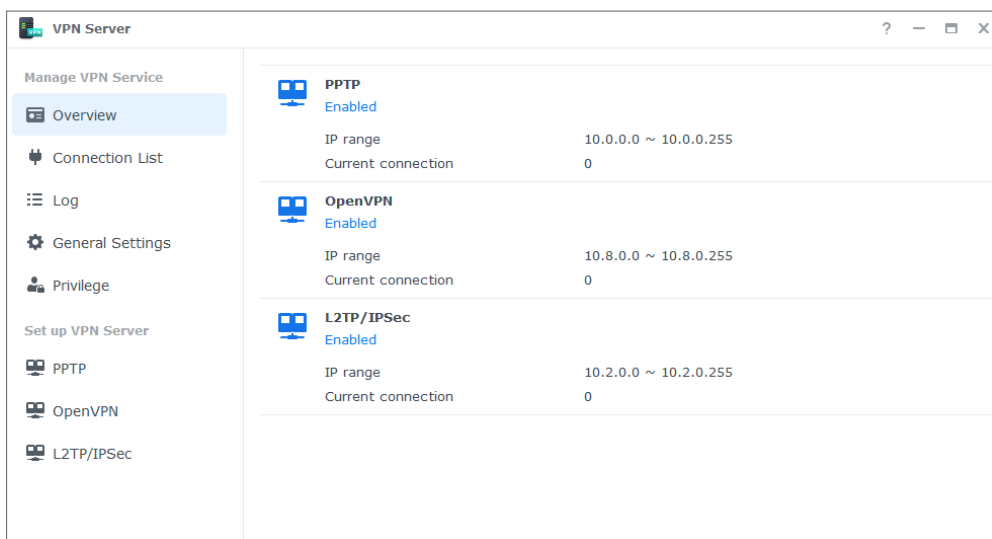 VPN Server
?
Manage VPN Service
Overview
Connection List
Log
General Settings
Privilege
Set up VPN Server
PPTP
OpenVPN
L2TP/IPSec
PPTP
Enabled
IP range 10.0.0.0 ~ 10.0.0.255
Current connection 0
OpenVPN
Enabled
IP range 10.8.0.0 ~ 10.8.0.255
Current connection 0
L2TP/IPSec
Enabled
IP range 10.2.0.0 ~ 10.2.0.255
Current connection 0